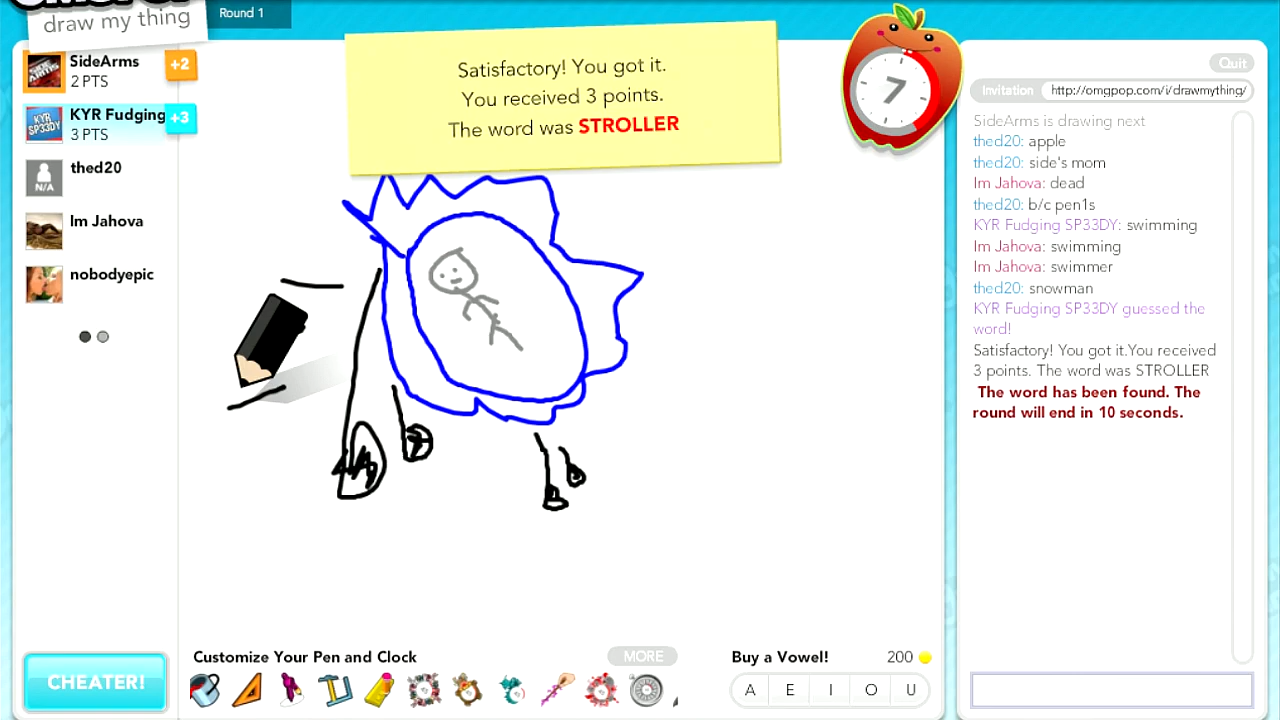 draw my thing
Round 1
SideArms
+2
2 PTS
KYR Fudging
+3
3 PTS
N/A
thed20
Im Jahova
nobodyepic
KYR
SP33DY
Satisfactory! You got it.
You received 3 points.
The word was STROLLER
7
Quit
Invitation http://omgpop.com/i/drawmything/
SideArms is drawing next
thed20: apple
thed20: side's mom
Im Jahova: dead
thed20: b/c pen1s
KYR Fudging SP33DY: swimming
Im Jahova: swimming
Im Jahova: swimmer
thed20: snowman
KYR Fudging SP33DY guessed the
word!
Satisfactory! You got it.You received
3 points. The word was STROLLER
The word has been found. The
round will end in 10 seconds.
CHEATER!
Customize Your Pen and Clock
MORE
Buy a Vowel!
200
A E I O U